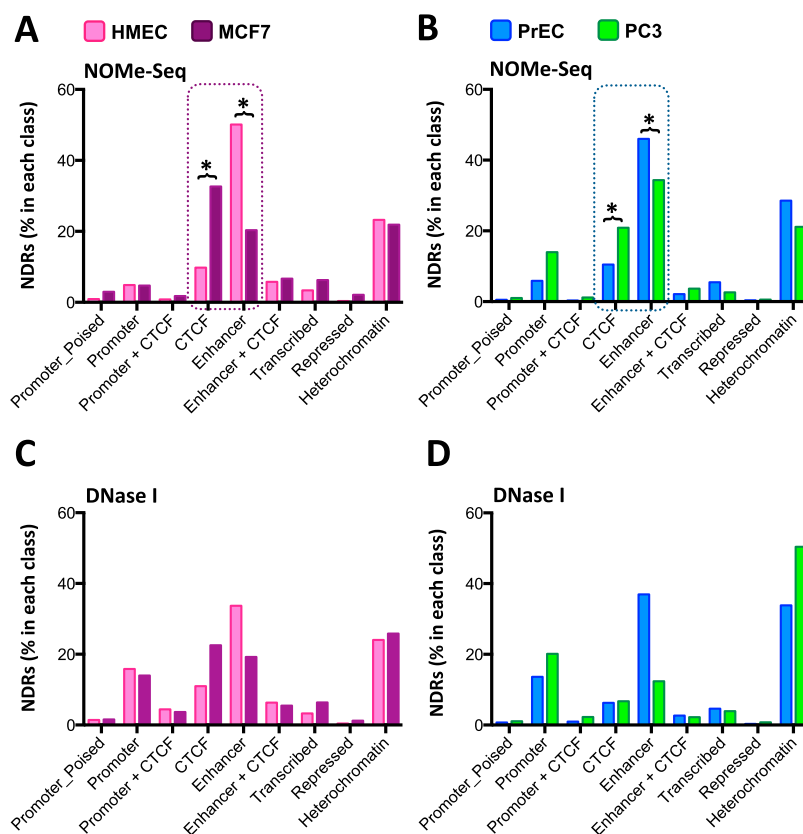 A
HMEC
MCF7
NOMe-Seq
NDRs (% in each class)
60
40
20
0
*
*
Promoter_Poised
Promoter
Promoter + CTCF
CTCF
Enhancer
Enhancer + CTCF
Transcribed
Repressed
Heterochromatin
B
PrEC
PC3
NOMe-Seq
NDRs (% in each class)
60
40
20
0
*
*
Promoter_Poised
Promoter
Promoter + CTCF
CTCF
Enhancer
Enhancer + CTCF
Transcribed
Repressed
Heterochromatin
C
DNase I
NDRs (% in each class)
60
40
20
0
Promoter_Poised
Promoter
Promoter + CTCF
CTCF
Enhancer
Enhancer + CTCF
Transcribed
Repressed
Heterochromatin
D
DNase I
NDRs (% in each class)
60
40
20
0
Promoter_Poised
Promoter
Promoter + CTCF
CTCF
Enhancer
Enhancer + CTCF
Transcribed
Repressed
Heterochromatin